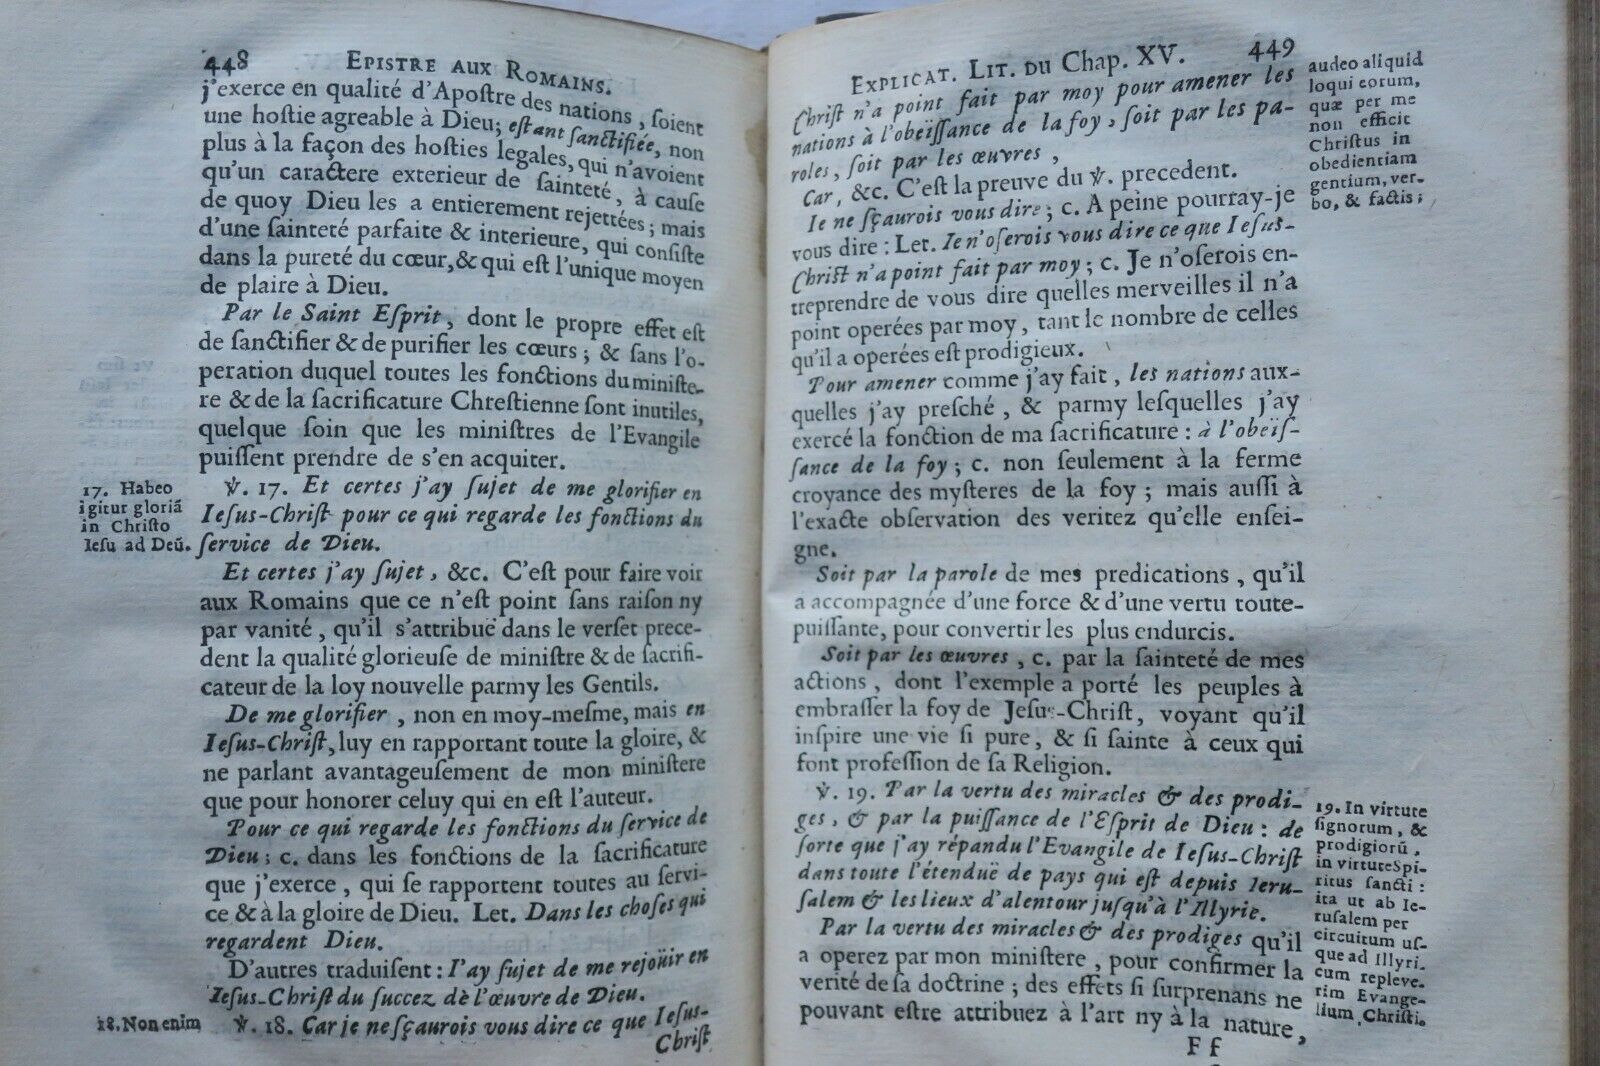 448 EPISTRE AUX ROMAINS.
j'exerce en qualité d'Apoſtre des nations, ſoient
une hoſtie agreable à Dieu; eſtant ſanctifiée, non
plus à la façon des hoſties legales, qui n'avoient
qu'un caractere exterieur de ſainteté, à cauſe
de quoy Dieu les a entierement rejettées; mais
d'une ſainteté parfaite & interieure, qui conſiſte
dans la pureté du cœur, & qui eſt l'unique moyen
de plaire à Dieu.
Par le Saint Eſprit, dont le propre effet eſt
de ſanctifier & de purifier les cœurs; & ſans l'o-
peration duquel toutes les fonctions du miniſte-
re & de la ſacrificature Chreſtienne ſont inutiles,
quelque ſoin que les miniſtres de l'Evangile
puiſſent prendre de s'en acquiter.
℣. 17. Et certes j'ay ſujet de me glorifier en
Ieſus-Chriſt pour ce qui regarde les fonctions du
ſervice de Dieu.
17. Habeo
igitur gloriã
in Chriſto
Ieſu ad Deũ.
Et certes j'ay ſujet, &c. C'eſt pour faire voir
aux Romains que ce n'eſt point ſans raiſon ny
par vanité, qu'il s'attribuë dans le verſet prece-
dent la qualité glorieuſe de miniſtre & de ſacrifi-
cateur de la loy nouvelle parmy les Gentils.
De me glorifier, non en moy-meſme, mais en
Ieſus-Chriſt, luy en rapportant toute la gloire, &
ne parlant avantageuſement de mon miniſtere
que pour honorer celuy qui en eſt l'auteur.
Pour ce qui regarde les fonctions du ſervice de
Dieu; c. dans les fonctions de la ſacrificature
que j'exerce, qui ſe rapportent toutes au ſervi-
ce & à la gloire de Dieu. Let. Dans les choſes qui
regardent Dieu.
D'autres traduiſent: I'ay ſujet de me rejoüir en
Ieſus-Chriſt du ſuccez dè l'œuvre de Dieu.
18. Non enim
℣. 18. Car je ne ſçaurois vous dire ce que Ieſus-
Chriſt
EXPLICAT. LIT. DU Chap. XV. 449
Chriſt n'a point fait par moy pour amener les
nations à l'obeïſſance de la foy, ſoit par les pa-
roles, ſoit par les œuvres,
audeo aliquid
loqui eorum,
quæ per me
non efficit
Chriſtus in
obedientiam
gentium, ver-
bo, & factis;
Car, &c. C'eſt la preuve du ℣. precedent.
Ie ne ſçaurois vous dire; c. A peine pourray-je
vous dire: Let. Ie n'oſerois vous dire ce que Ieſus-
Chriſt n'a point fait par moy; c. Je n'oſerois en-
treprendre de vous dire quelles merveilles il n'a
point operées par moy, tant le nombre de celles
qu'il a operées eſt prodigieux.
Pour amener comme j'ay fait, les nations aux-
quelles j'ay preſché, & parmy leſquelles j'ay
exercé la fonction de ma ſacrificature: à l'obeïſ-
ſance de la foy; c. non ſeulement à la ferme
croyance des myſteres de la foy; mais auſſi à
l'exacte obſervation des veritez qu'elle enſei-
gne.
Soit par la parole de mes predications, qu'il
a accompagnée d'une force & d'une vertu toute-
puiſſante, pour convertir les plus endurcis.
Soit par les œuvres, c. par la ſainteté de mes
actions, dont l'exemple a porté les peuples à
embraſſer la foy de Jeſus-Chriſt, voyant qu'il
inſpire une vie ſi pure, & ſi ſainte à ceux qui
font profeſſion de ſa Religion.
℣. 19. Par la vertu des miracles & des prodi-
ges, & par la puiſſance de l'Eſprit de Dieu: de
ſorte que j'ay répandu l'Evangile de Ieſus-Chriſt
dans toute l'étenduë de pays qui eſt depuis Ieru-
ſalem & les lieux d'alentour juſqu'à l'Illyrie.
19. In virtute
ſignorum, &
prodigiorũ,
in virtute Spi-
ritus ſancti:
ita ut ab Ie-
ruſalem per
circuitum uſ-
que ad Illyri-
cum repleve-
rim Evange-
lium Chriſti.
Par la vertu des miracles & des prodiges qu'il
a operez par mon miniſtere, pour confirmer la
verité de ſa doctrine; des effets ſi ſurprenans ne
pouvant eſtre attribuez à l'art ny à la nature,
F f